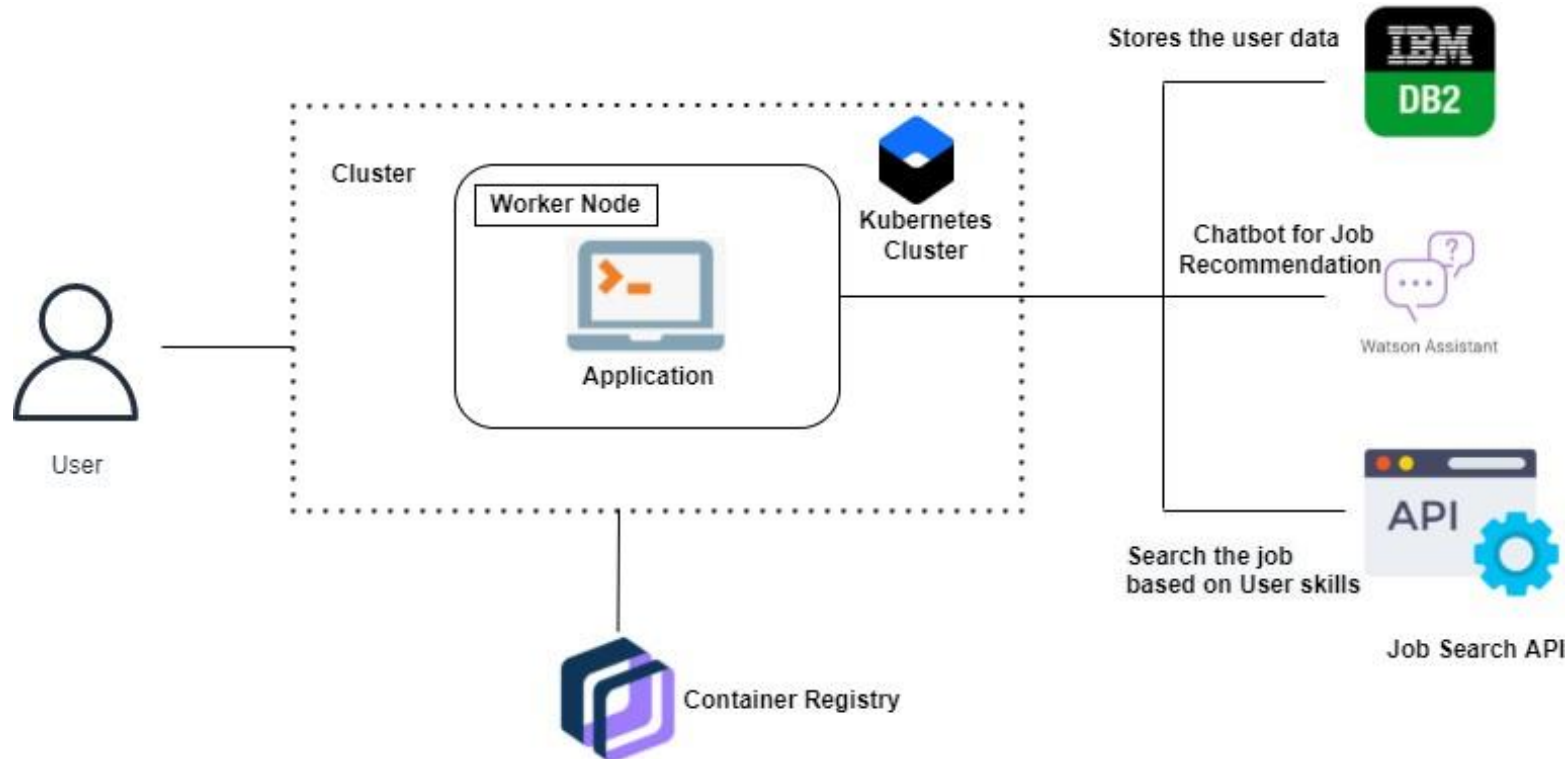 Stores the user data
IBM
DB2
Cluster
Worker Node
Kubernetes
Cluster
Application
Chatbot for Job
Recommendation
?
Watson Assistant
User
API
Search the job
based on User skills
Job Search API
Container Registry